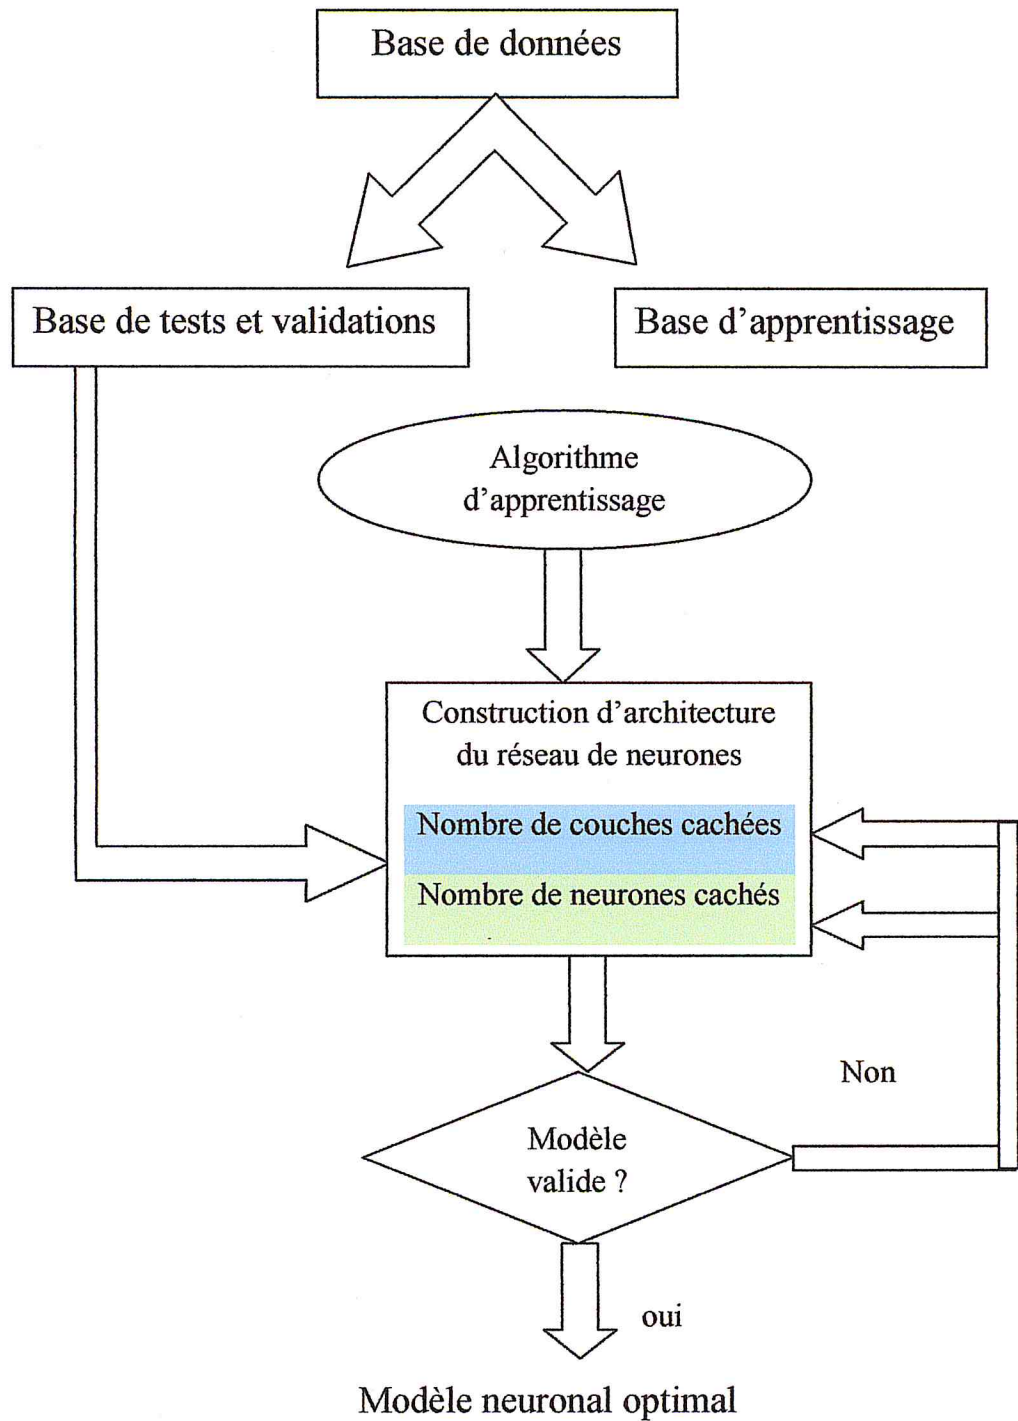 Base de données
Base de tests et validations
Base d’apprentissage
Algorithme
d’apprentissage
Construction d’architecture
du réseau de neurones
Nombre de couches cachées
Nombre de neurones cachés
Non
Modèle
valide ?
oui
Modèle neuronal optimal